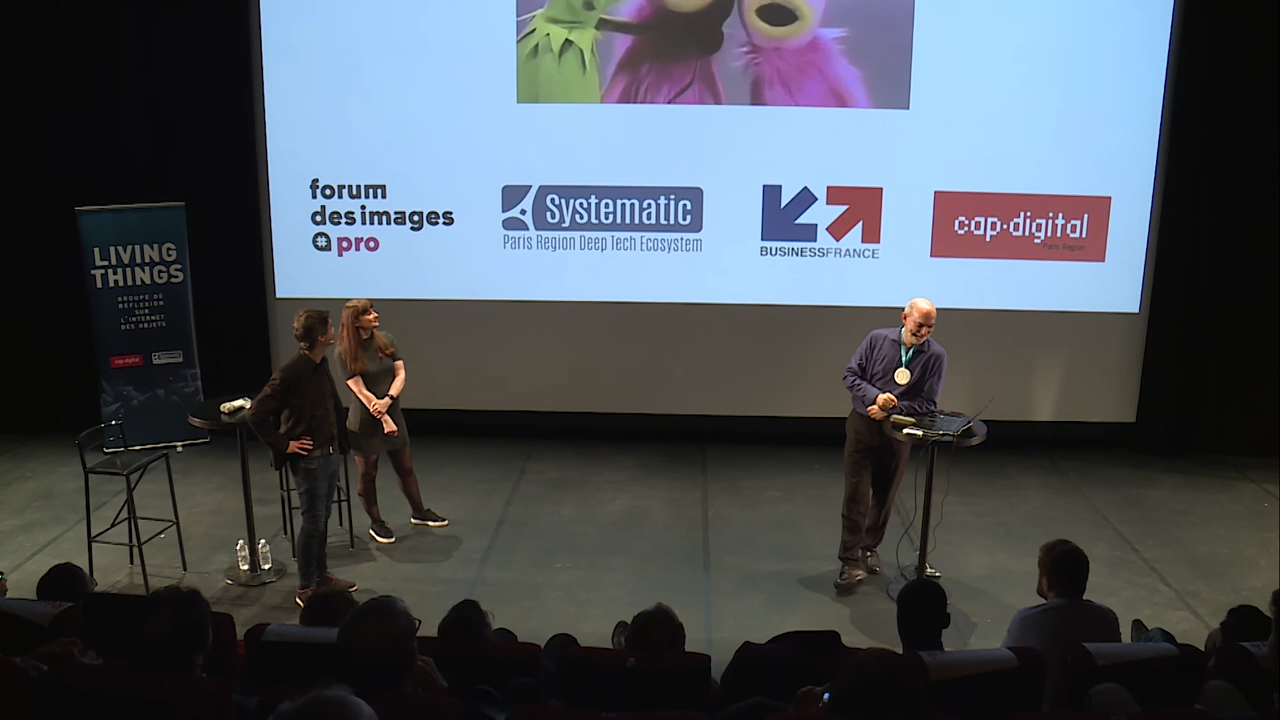 forum
des images
# pro
Systematic
Paris Region Deep Tech Ecosystem
BUSINESSFRANCE
cap·digital
Paris Region
LIVING
THINGS
GROUPE DE
REFLEXION
SUR
L'INTERNET
DES OBJETS
cap·digital